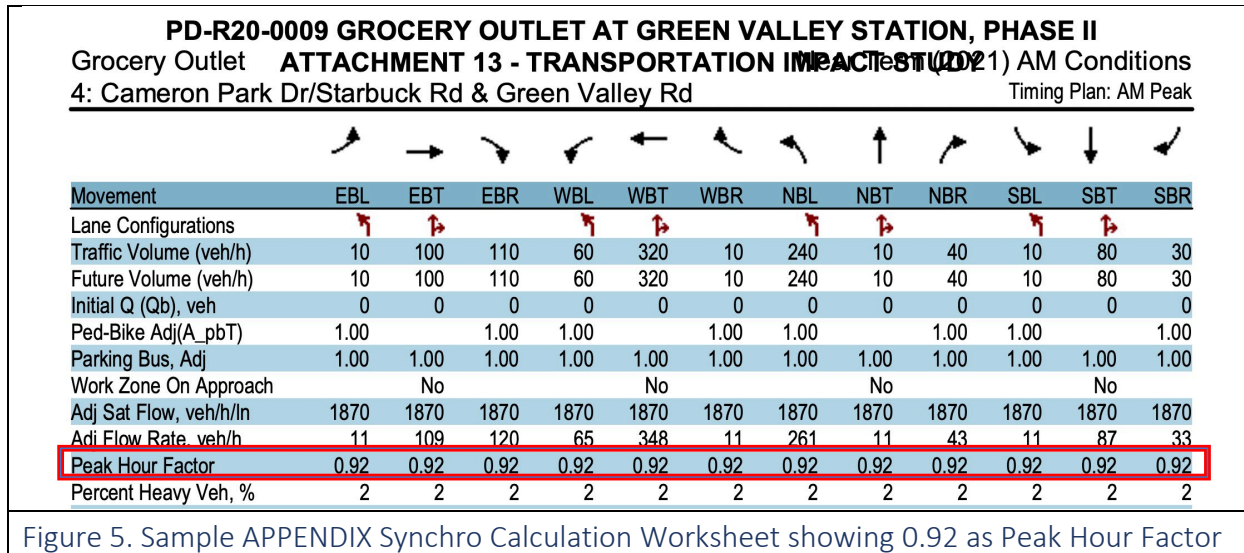 PD-R20-0009 GROCERY OUTLET AT GREEN VALLEY STATION, PHASE II
Grocery Outlet ATTACHMENT 13 - TRANSPORTATION IMPACT STUDY Near Term (2021) AM Conditions
4: Cameron Park Dr/Starbuck Rd & Green Valley Rd Timing Plan: AM Peak
Movement EBL EBT EBR WBL WBT WBR NBL NBT NBR SBL SBT SBR
Lane Configurations
Traffic Volume (veh/h) 10 100 110 60 320 10 240 10 40 10 80 30
Future Volume (veh/h) 10 100 110 60 320 10 240 10 40 10 80 30
Initial Q (Qb), veh 0 0 0 0 0 0 0 0 0 0 0 0
Ped-Bike Adj(A_pbT) 1.00 1.00 1.00 1.00 1.00 1.00 1.00 1.00
Parking Bus, Adj 1.00 1.00 1.00 1.00 1.00 1.00 1.00 1.00 1.00 1.00 1.00 1.00
Work Zone On Approach No No No No
Adj Sat Flow, veh/h/ln 1870 1870 1870 1870 1870 1870 1870 1870 1870 1870 1870 1870
Adj Flow Rate, veh/h 11 109 120 65 348 11 261 11 43 11 87 33
Peak Hour Factor 0.92 0.92 0.92 0.92 0.92 0.92 0.92 0.92 0.92 0.92 0.92 0.92
Percent Heavy Veh, % 2 2 2 2 2 2 2 2 2 2 2 2
Figure 5. Sample APPENDIX Synchro Calculation Worksheet showing 0.92 as Peak Hour Factor